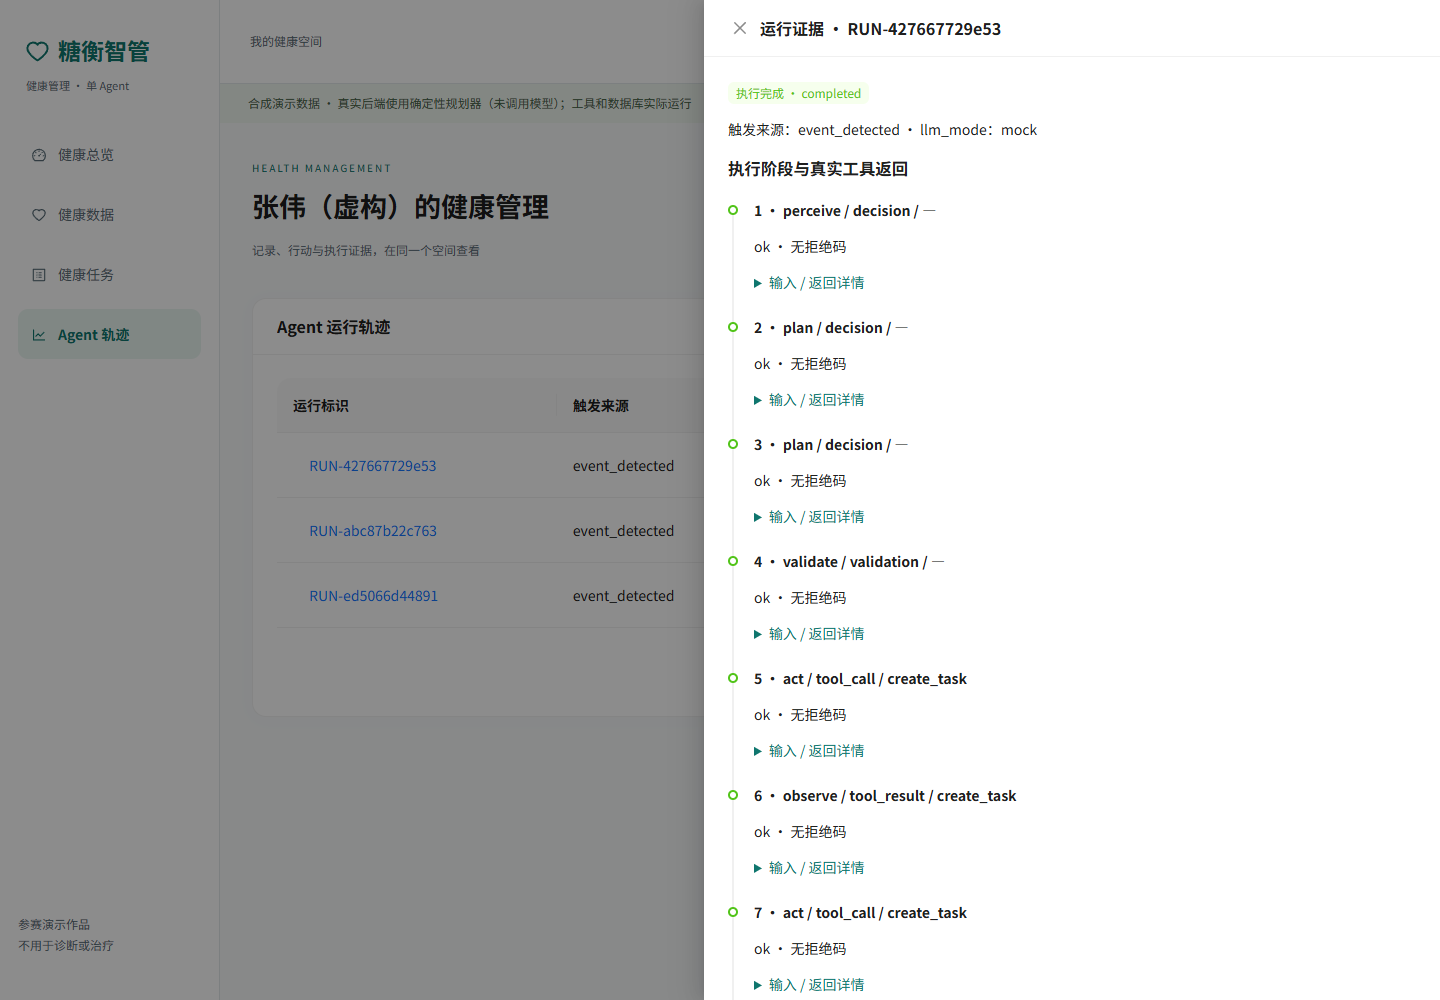 糖衡智管
健康管理 · 单 Agent
健康总览
健康数据
健康任务
Agent 轨迹
参赛演示作品
不用于诊断或治疗
我的健康空间
合成演示数据 · 真实后端使用确定性规划器（未调用模型）；工具和数据库实际运行
HEALTH MANAGEMENT
张伟（虚构）的健康管理
记录、行动与执行证据，在同一个空间查看
Agent 运行轨迹
运行标识 触发来源
RUN-427667729e53 event_detected
RUN-abc87b22c763 event_detected
RUN-ed5066d44891 event_detected
运行证据 · RUN-427667729e53
执行完成 · completed
触发来源：event_detected · llm_mode：mock
执行阶段与真实工具返回
1 · perceive / decision / —
ok · 无拒绝码
▶ 输入 / 返回详情
2 · plan / decision / —
ok · 无拒绝码
▶ 输入 / 返回详情
3 · plan / decision / —
ok · 无拒绝码
▶ 输入 / 返回详情
4 · validate / validation / —
ok · 无拒绝码
▶ 输入 / 返回详情
5 · act / tool_call / create_task
ok · 无拒绝码
▶ 输入 / 返回详情
6 · observe / tool_result / create_task
ok · 无拒绝码
▶ 输入 / 返回详情
7 · act / tool_call / create_task
ok · 无拒绝码
▶ 输入 / 返回详情